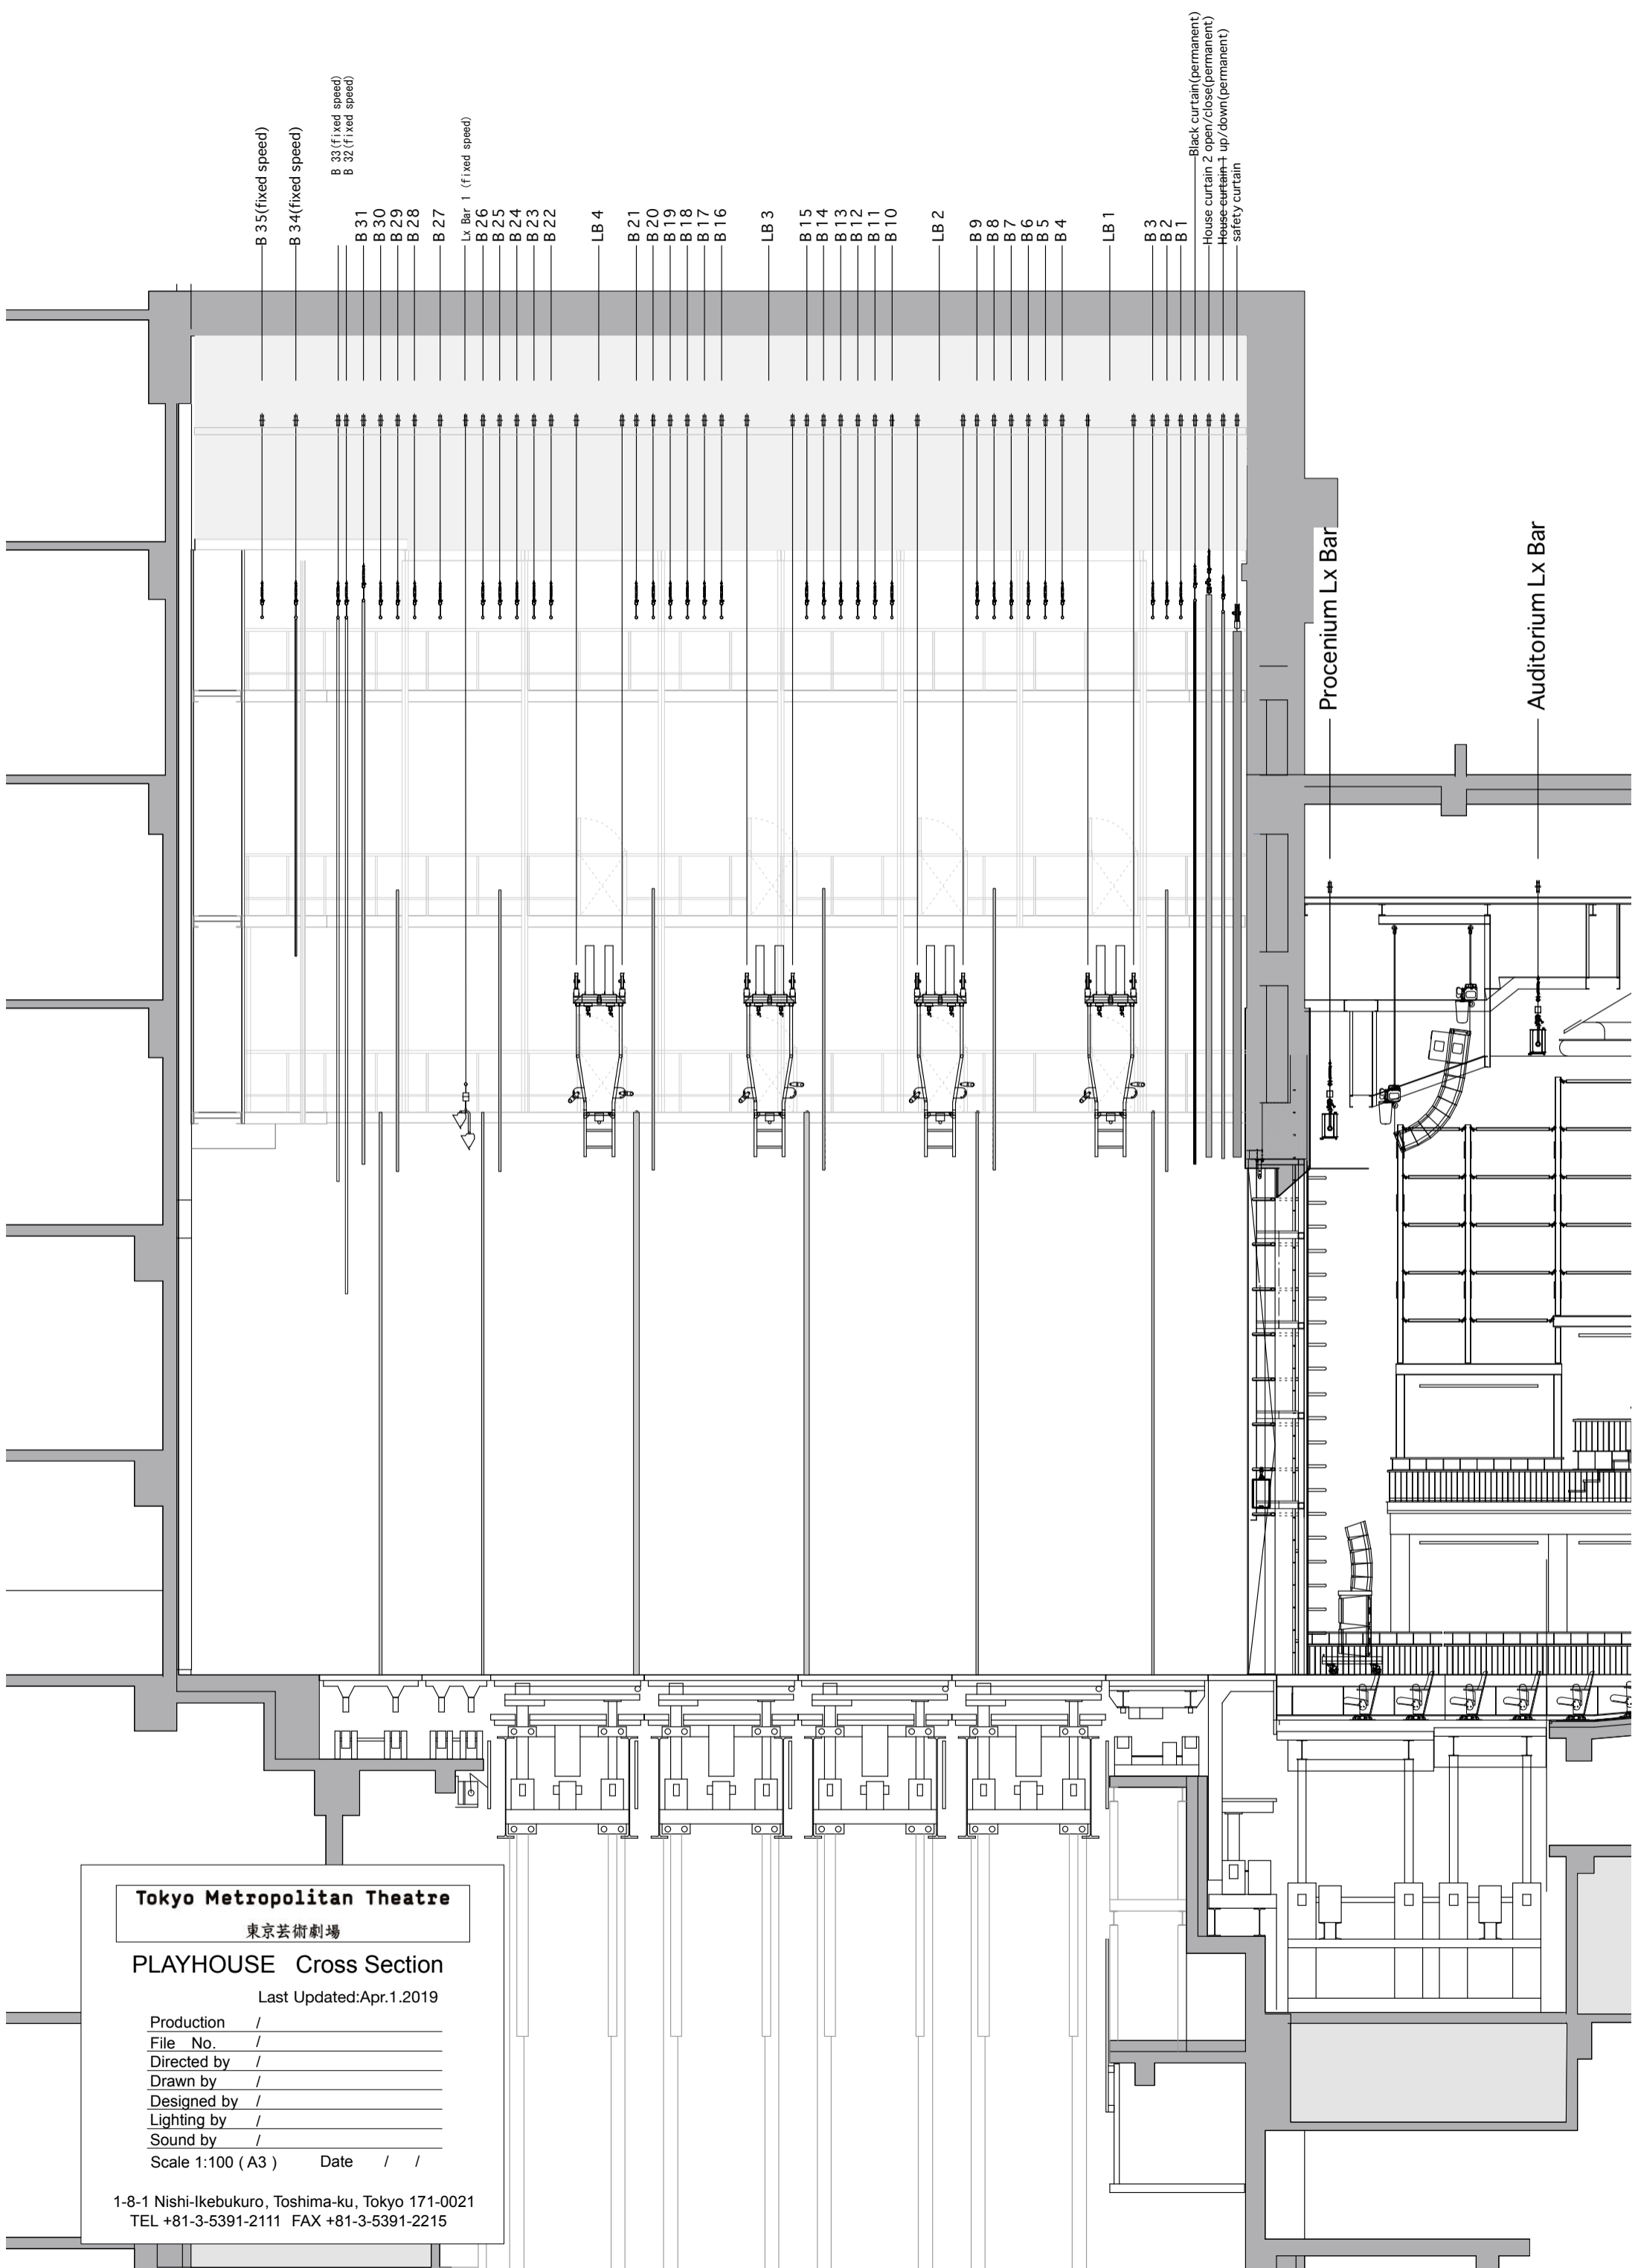 B 35(fixed speed)
B 34(fixed speed)
B 33(fixed speed)
B 32(fixed speed)
B 31
B 30
B 29
B 28
B 27
Lx Bar 1 (fixed speed)
B 26
B 25
B 24
B 23
B 22
LB 4
B 21
B 20
B 19
B 18
B 17
B 16
LB 3
B 15
B 14
B 13
B 12
B 11
B 10
LB 2
B 9
B 8
B 7
B 6
B 5
B 4
LB 1
B 3
B 2
B 1
Black curtain(permanent)
House curtain 2 open/close(permanent)
House curtain 1 up/down(permanent)
safety curtain
Procenium Lx Bar
Auditorium Lx Bar
Tokyo Metropolitan Theatre
東京芸術劇場
PLAYHOUSE Cross Section
Last Updated:Apr.1.2019
Production /
File No. /
Directed by /
Drawn by /
Designed by /
Lighting by /
Sound by /
Scale 1:100 ( A3 ) Date / /
1-8-1 Nishi-Ikebukuro, Toshima-ku, Tokyo 171-0021
TEL +81-3-5391-2111 FAX +81-3-5391-2215